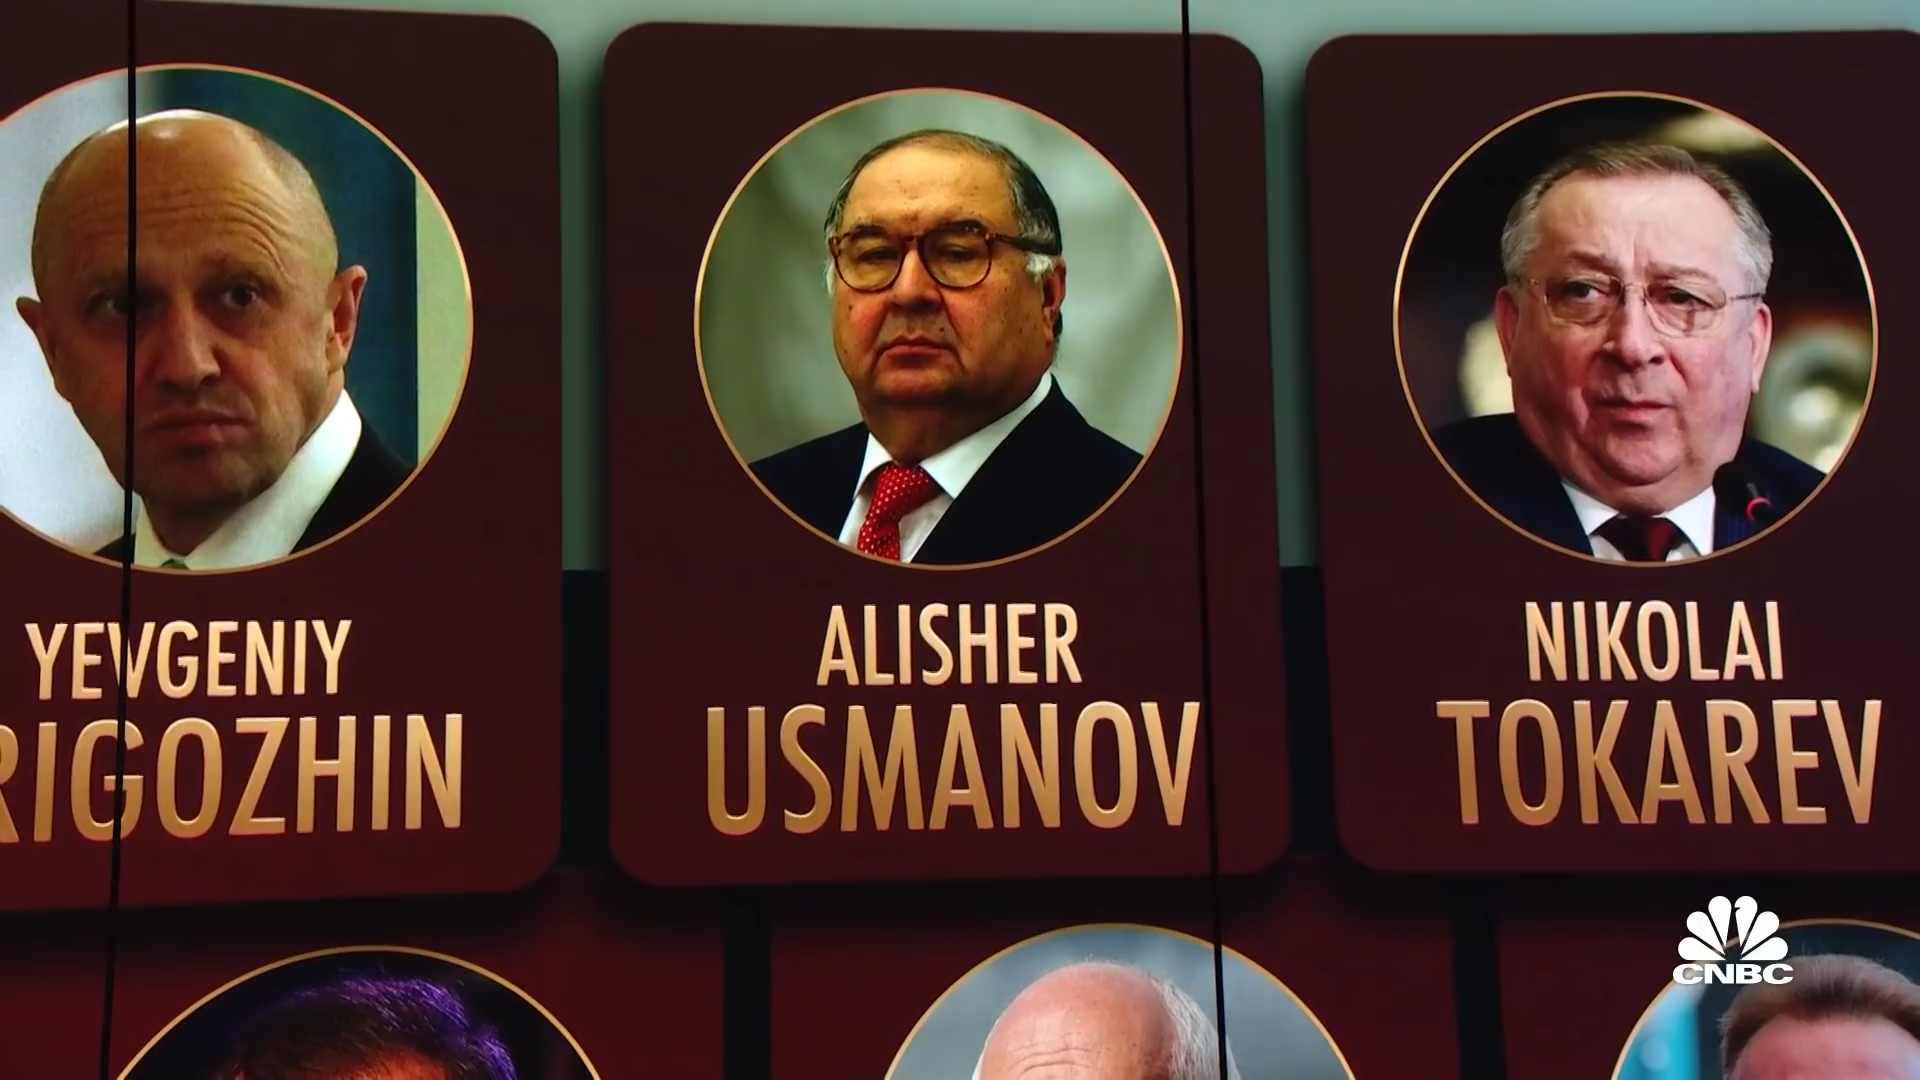 YEVGENIY
RIGOZHIN
ALISHER
USMANOV
NIKOLAI
TOKAREV
CNBC